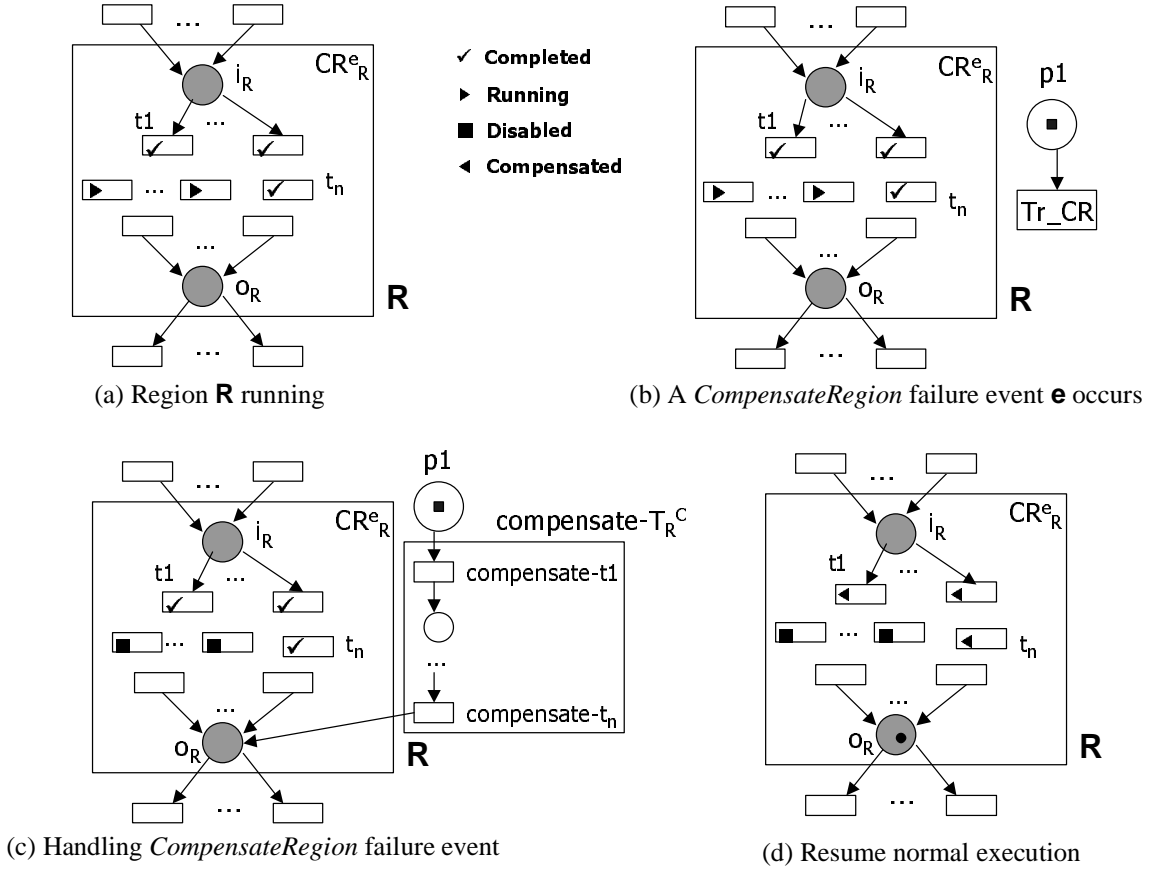 ...
CR^e_R
i_R
t1
...
... t_n
...
o_R
R
...
(a) Region R running
Completed
Running
Disabled
Compensated
...
CR^e_R
p1
i_R
t1
...
... t_n
Tr_CR
...
o_R
R
...
(b) A CompensateRegion failure event e occurs
...
p1
CR^e_R
compensate-T_R^C
i_R
t1
...
compensate-t1
... t_n
...
...
compensate-t_n
o_R
R
...
(c) Handling CompensateRegion failure event
...
CR^e_R
i_R
t1
...
... t_n
...
o_R
R
...
(d) Resume normal execution